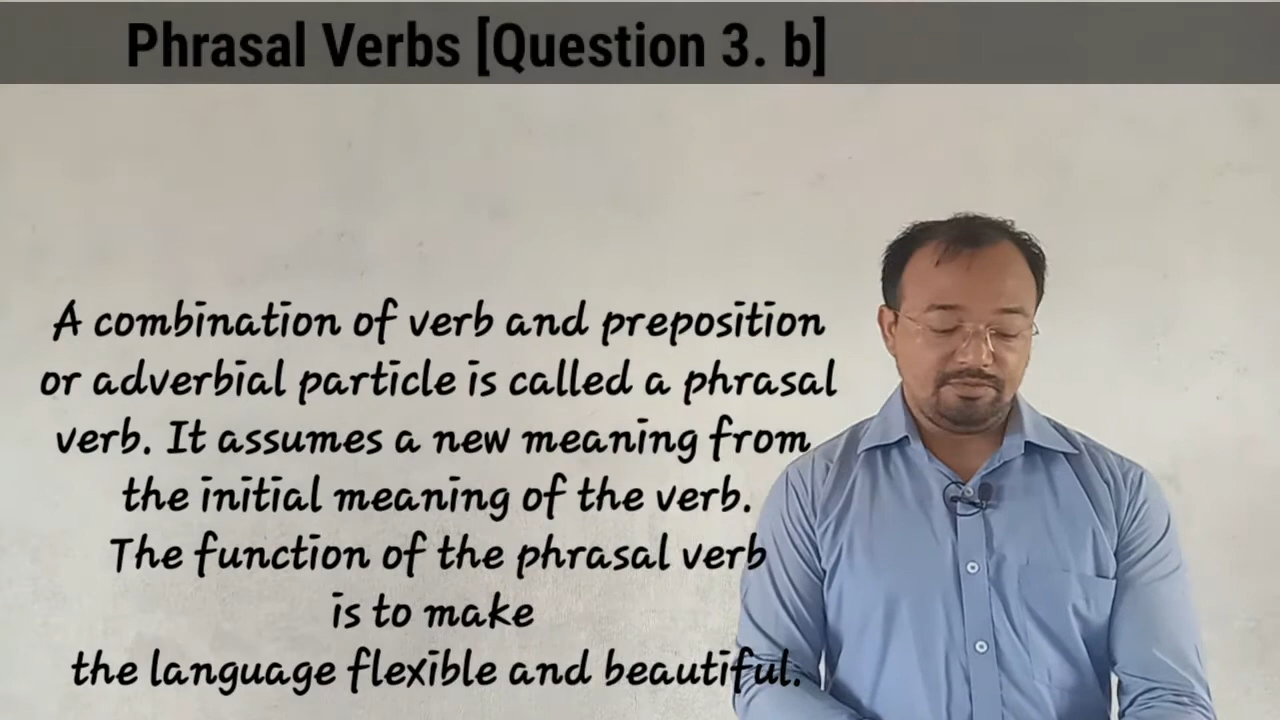 Phrasal Verbs [Question 3. b]
A combination of verb and preposition
or adverbial particle is called a phrasal
verb. It assumes a new meaning from
the initial meaning of the verb.
The function of the phrasal verb
is to make
the language flexible and beautiful.